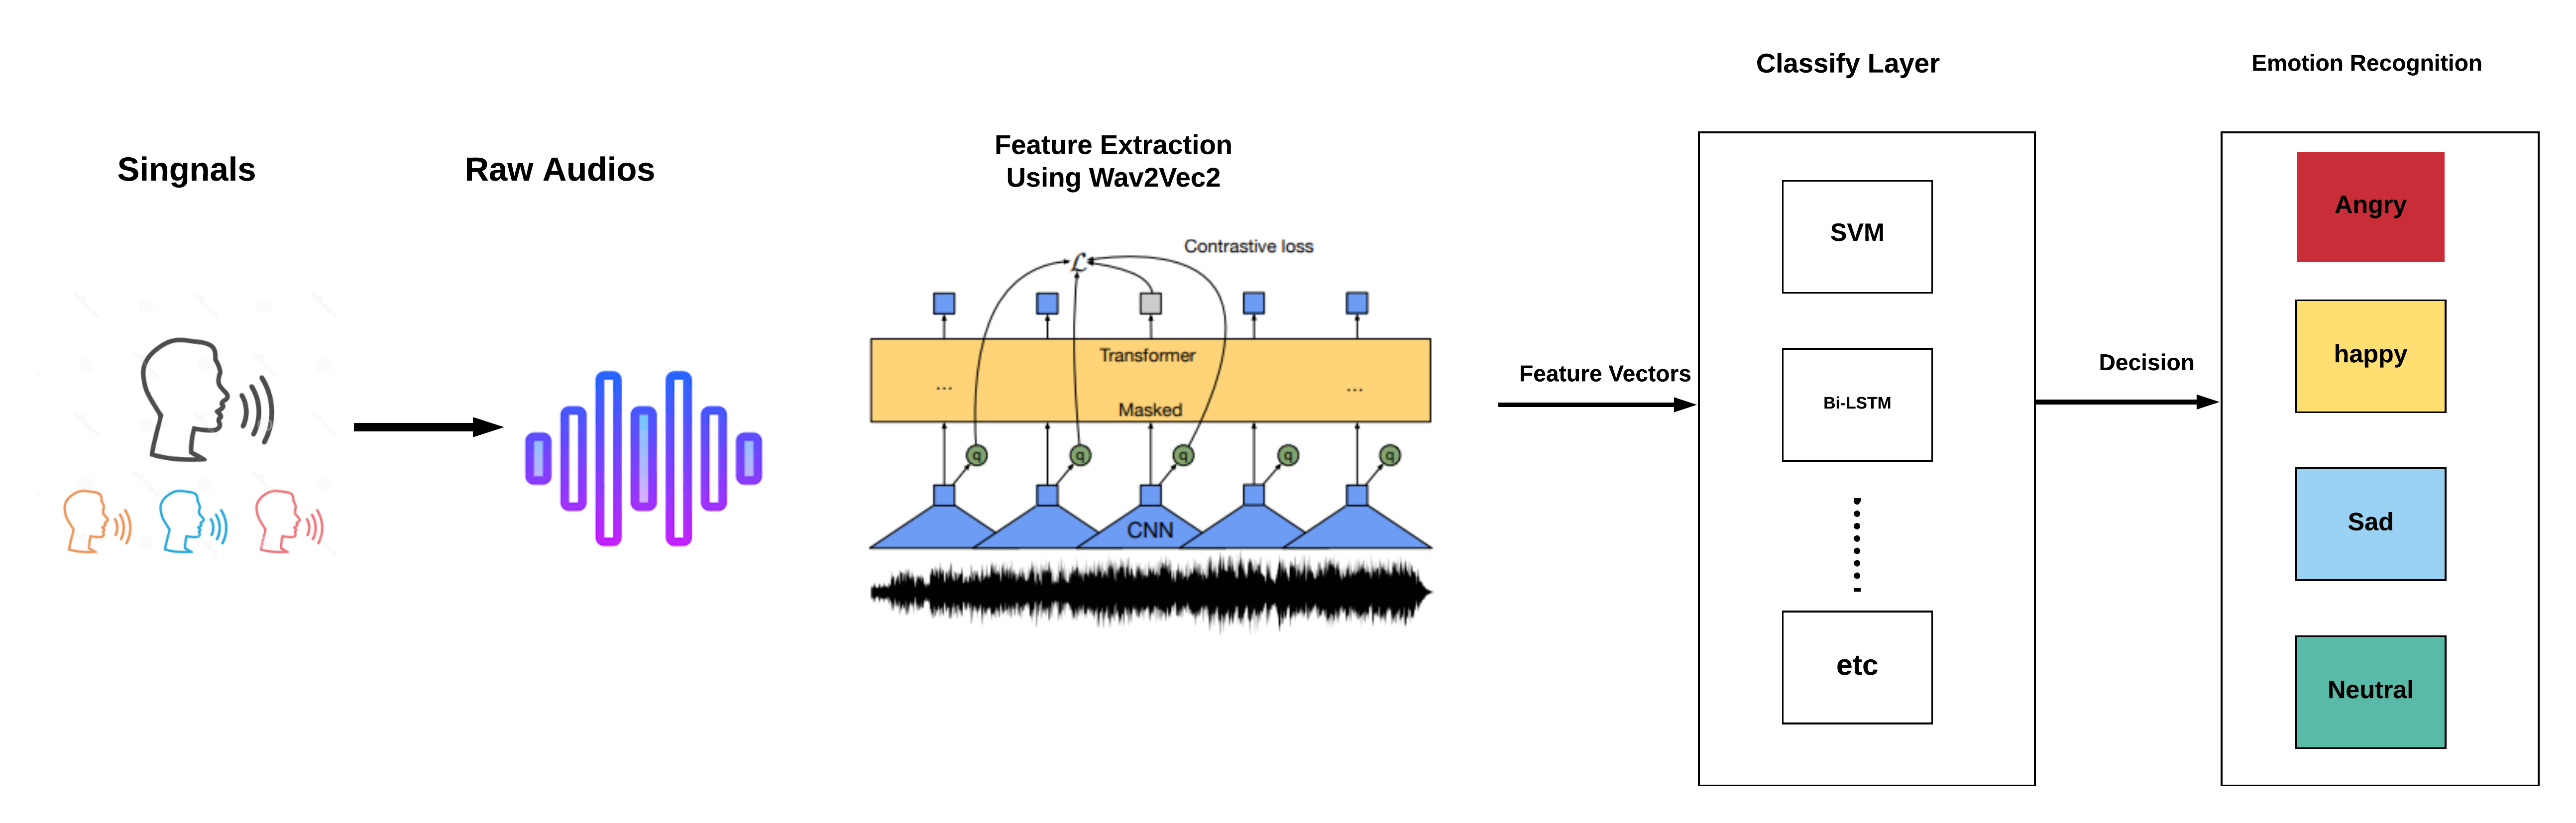 Singnals
Raw Audios
Feature Extraction
Using Wav2Vec2
Contrastive loss
ℒ
Transformer
... ...
Masked
q q q q q
CNN
Feature Vectors
Classify Layer
SVM
Bi-LSTM
etc
Decision
Emotion Recognition
Angry
happy
Sad
Neutral